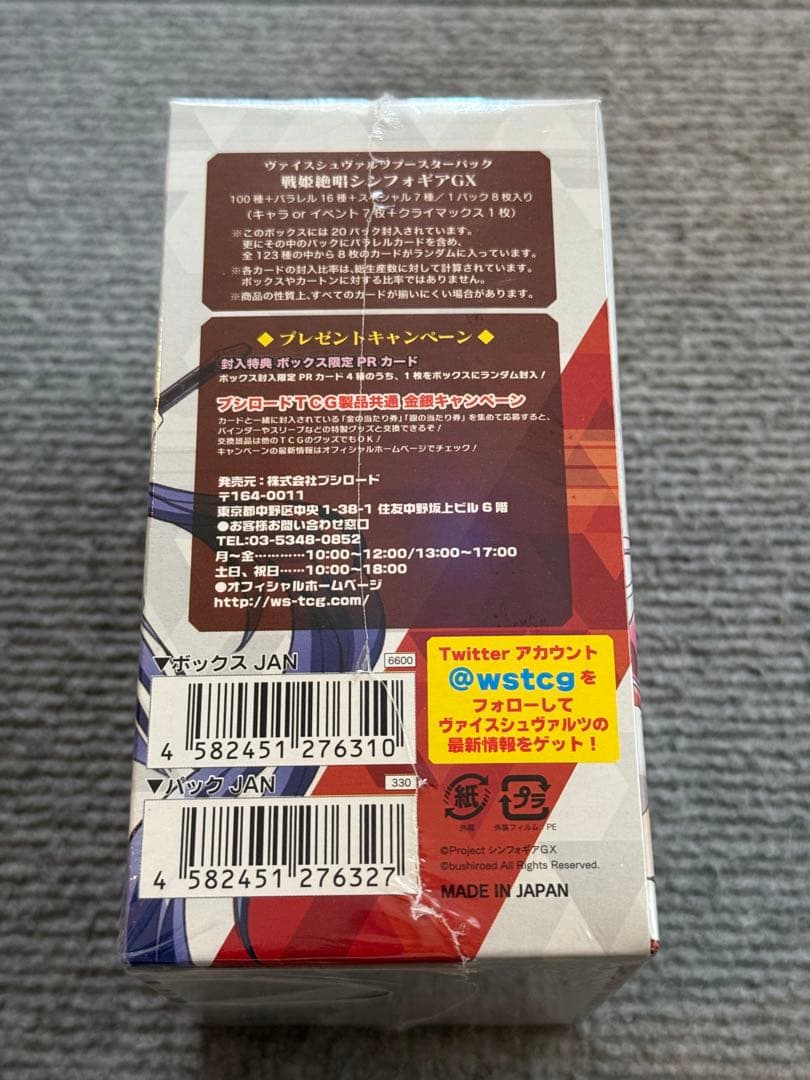 ヴァイスシュヴァルツブースターパック
戦姫絶唱シンフォギアGX
100種+パラレル16種+スペシャル7種/1パック8枚入り
(キャラ or イベント7枚+クライマックス1枚)
※このボックスには20パック封入されています。
更にその中のパックにパラレルカードを含め、
全123種の中から8枚のカードがランダムに入っています。
※各カードの封入比率は、総生産数に対して計算されています。
ボックスやカートンに対する比率ではありません。
※商品の性質上、すべてのカードが揃いにくい場合があります。
◆プレゼントキャンペーン◆
封入特典 ボックス限定PRカード
ボックス封入限定PRカード4種のうち、1枚をボックスにランダム封入!
ブシロードTCG製品共通 金銀キャンペーン
カードと一緒に封入されている「金の当たり券」「銀の当たり券」を集めて応募すると、
バインダーやスリーブなどの特製グッズと交換できるぞ!
交換景品は他のTCGのグッズでもOK!
キャンペーンの最新情報はオフィシャルホームページでチェック!
発売元:株式会社ブシロード
〒164-0011
東京都中野区中央1-38-1 住友中野坂上ビル6階
●お客様お問い合わせ窓口
TEL:03-5348-0852
月~金…………10:00~12:00/13:00~17:00
土日、祝日……10:00~18:00
●オフィシャルホームページ
http://ws-tcg.com/
▼ボックス JAN 6600
4 582451 276310
▼パック JAN 330
4 582451 276327
Twitter アカウント
@wstcgを
フォローして
ヴァイスシュヴァルツの
最新情報をゲット!
紙 プラ
外箱 外装フィルム:PE
©Project シンフォギアGX
©bushiroad All Rights Reserved.
MADE IN JAPAN